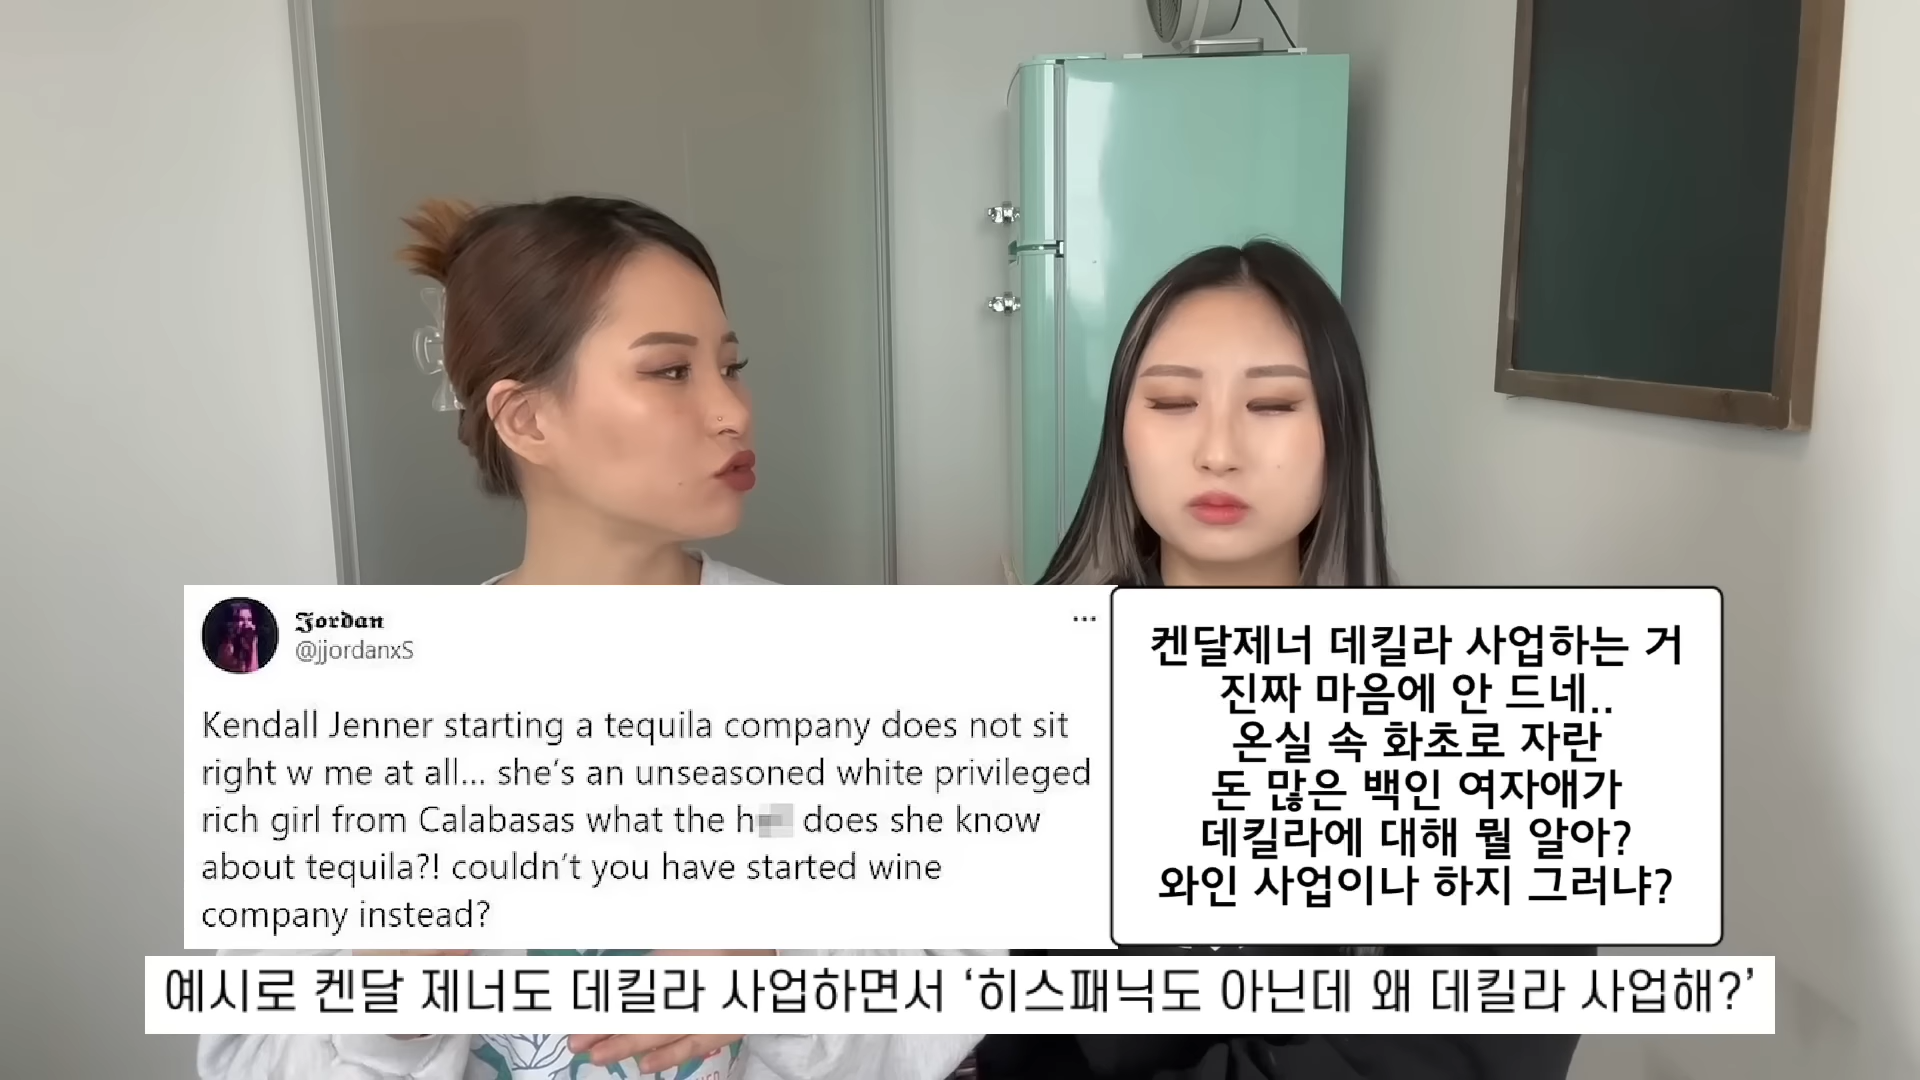 Jordan
@jjordanxS
Kendall Jenner starting a tequila company does not sit
right w me at all... she's an unseasoned white privileged
rich girl from Calabasas what the h does she know
about tequila?! couldn't you have started wine
company instead?
켄달제너 데킬라 사업하는 거
진짜 마음에 안 드네..
온실 속 화초로 자란
돈 많은 백인 여자애가
데킬라에 대해 뭘 알아?
와인 사업이나 하지 그러냐?
예시로 켄달 제너도 데킬라 사업하면서 ‘히스패닉도 아닌데 왜 데킬라 사업해?’